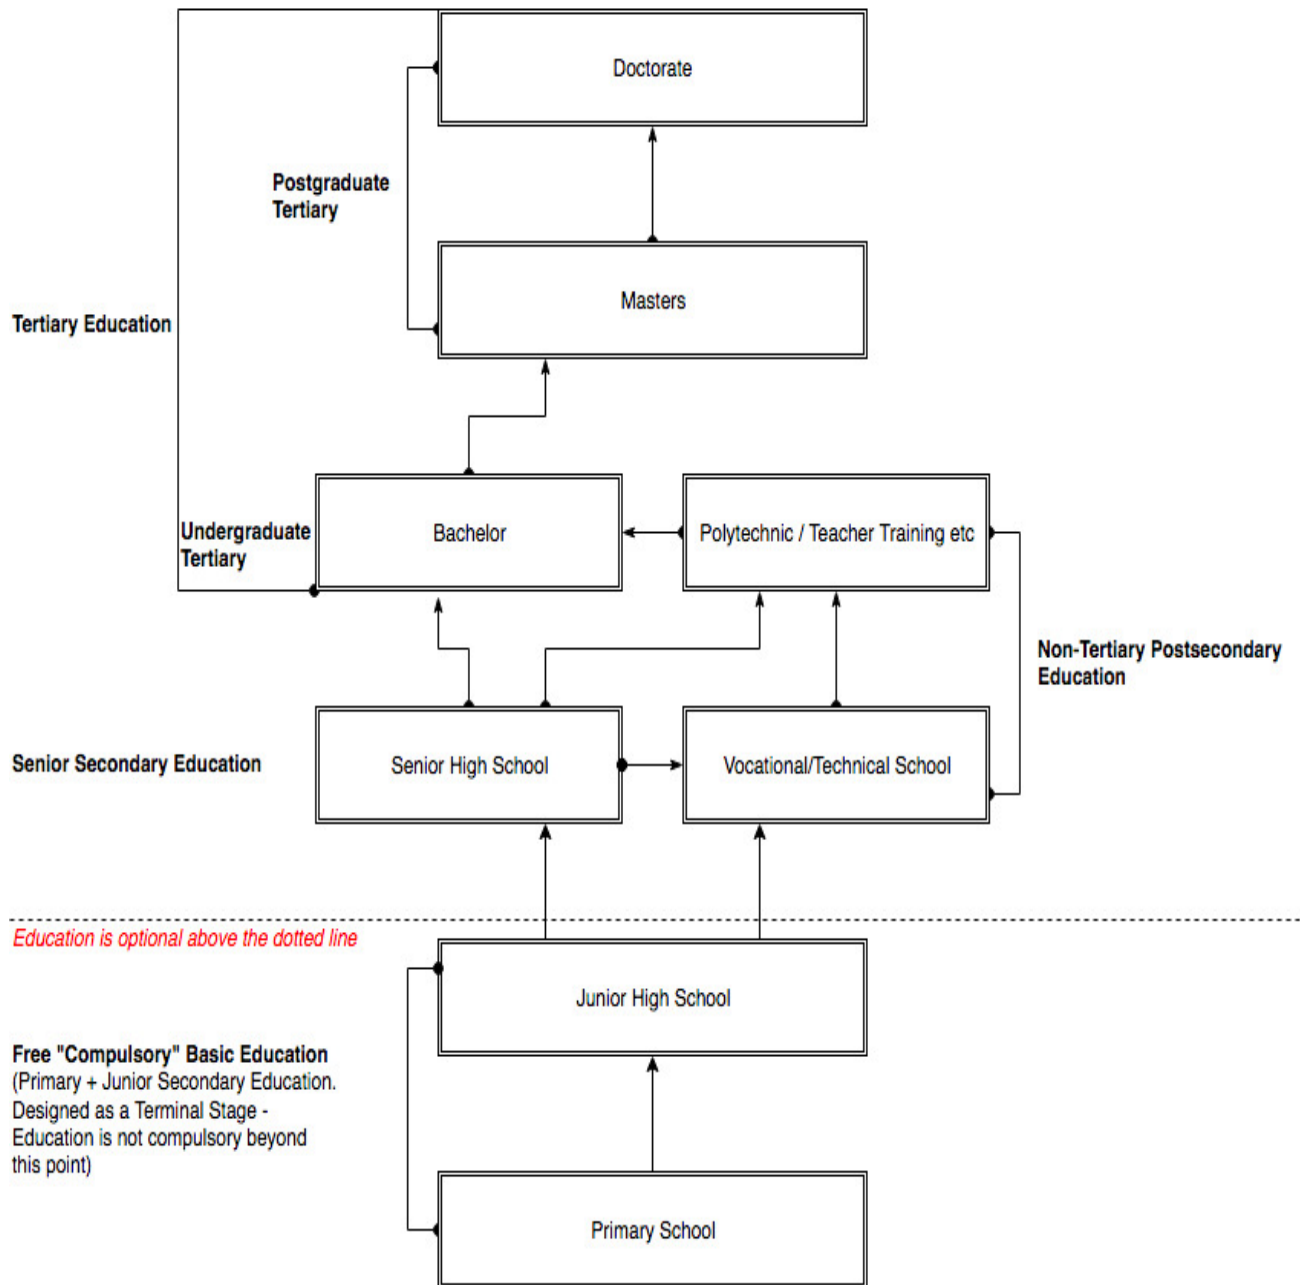 Doctorate
Postgraduate
Tertiary
Masters
Tertiary Education
Undergraduate
Tertiary
Bachelor
Polytechnic / Teacher Training etc
Non-Tertiary Postsecondary
Education
Senior Secondary Education
Senior High School
Vocational/Technical School
Education is optional above the dotted line
Junior High School
Free "Compulsory" Basic Education
(Primary + Junior Secondary Education.
Designed as a Terminal Stage -
Education is not compulsory beyond
this point)
Primary School